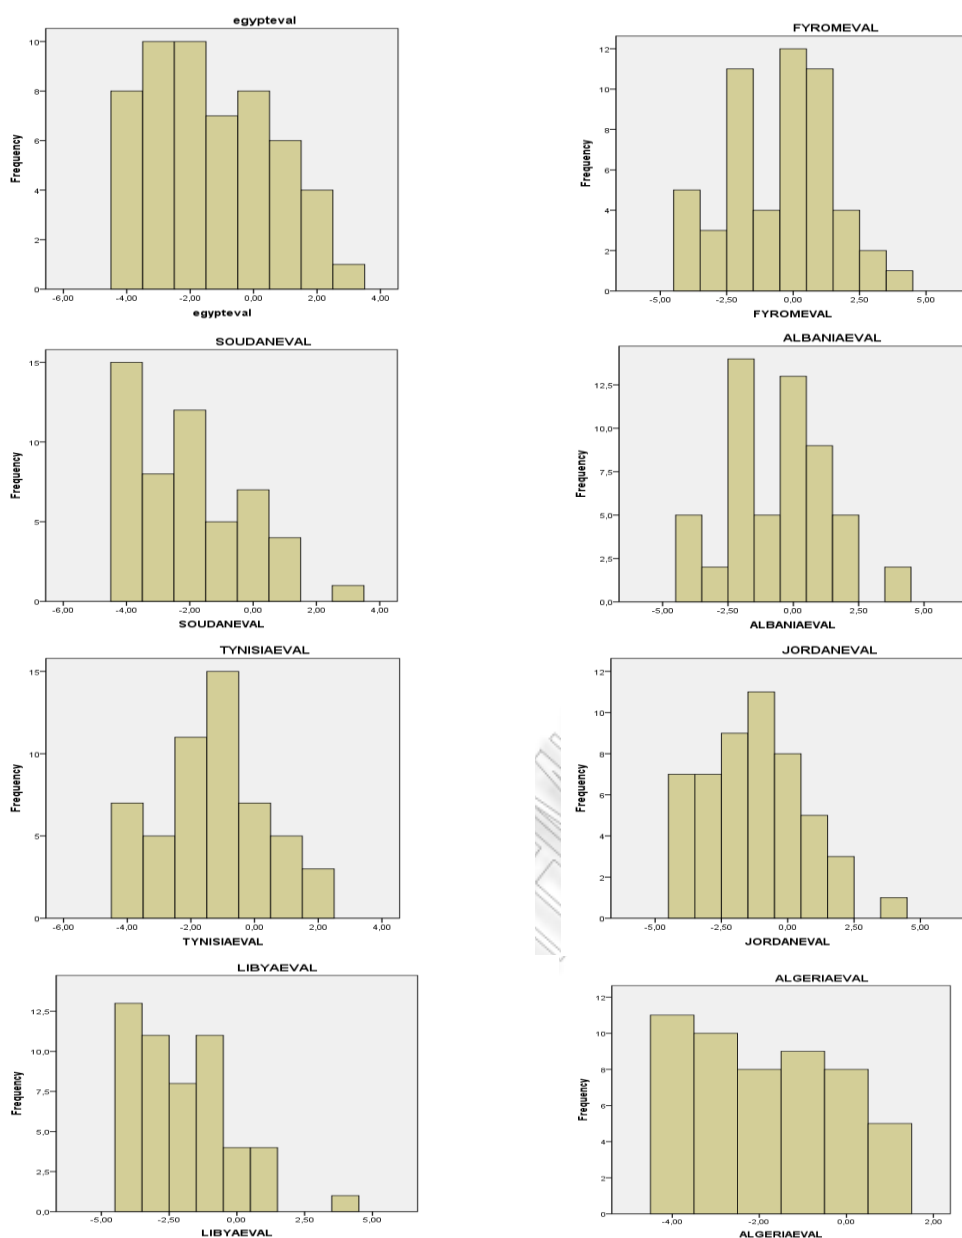 egypteval
Frequency
10
8
6
4
2
0
-6,00 -4,00 -2,00 0,00 2,00 4,00
egypteval
FYROMEVAL
Frequency
12
10
8
6
4
2
0
-5,00 -2,50 0,00 2,50 5,00
FYROMEVAL
SOUDANEVAL
Frequency
15
10
5
0
-6,00 -4,00 -2,00 0,00 2,00 4,00
SOUDANEVAL
ALBANIAEVAL
Frequency
12,5
10,0
7,5
5,0
2,5
0,0
-5,00 -2,50 0,00 2,50 5,00
ALBANIAEVAL
TYNISIAEVAL
Frequency
15
10
5
0
-6,00 -4,00 -2,00 0,00 2,00 4,00
TYNISIAEVAL
JORDANEVAL
Frequency
12
10
8
6
4
2
0
-5,00 -2,50 0,00 2,50 5,00
JORDANEVAL
LIBYAEVAL
Frequency
12,5
10,0
7,5
5,0
2,5
0,0
-5,00 -2,50 0,00 2,50 5,00
LIBYAEVAL
ALGERIAEVAL
Frequency
12
10
8
6
4
2
0
-4,00 -2,00 0,00 2,00
ALGERIAEVAL